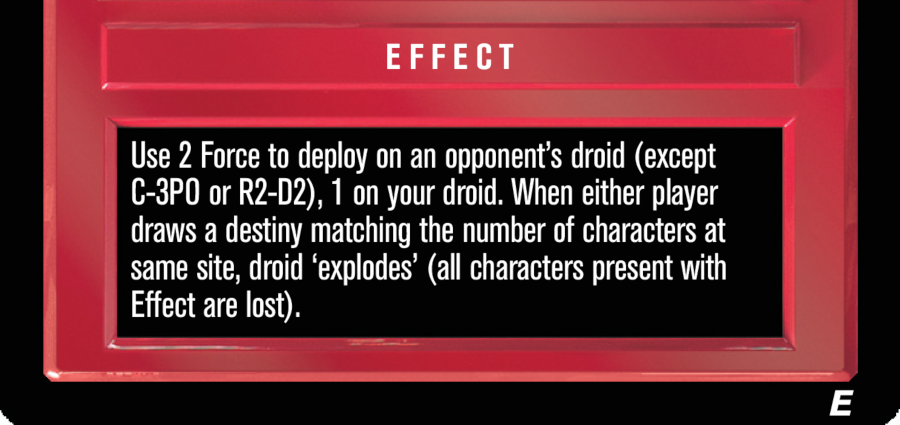 EFFECT
Use 2 Force to deploy on an opponent's droid (except
C-3PO or R2-D2), 1 on your droid. When either player
draws a destiny matching the number of characters at
same site, droid ‘explodes’ (all characters present with
Effect are lost).
E